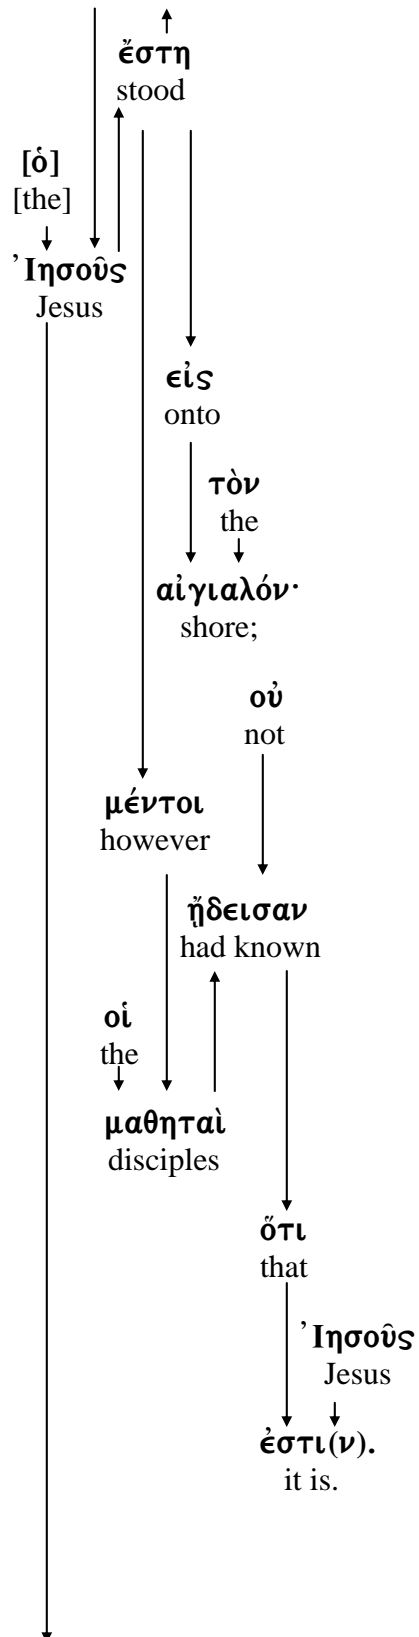 ἔστη
stood
[ὁ]
[the]
Ἰησοῦς
Jesus
εἰς
onto
τὸν
the
αἰγιαλόν·
shore;
οὐ
not
μέντοι
however
ᾔδεισαν
had known
οἱ
the
μαθηταὶ
disciples
ὅτι
that
Ἰησοῦς
Jesus
ἐστι(ν).
it is.